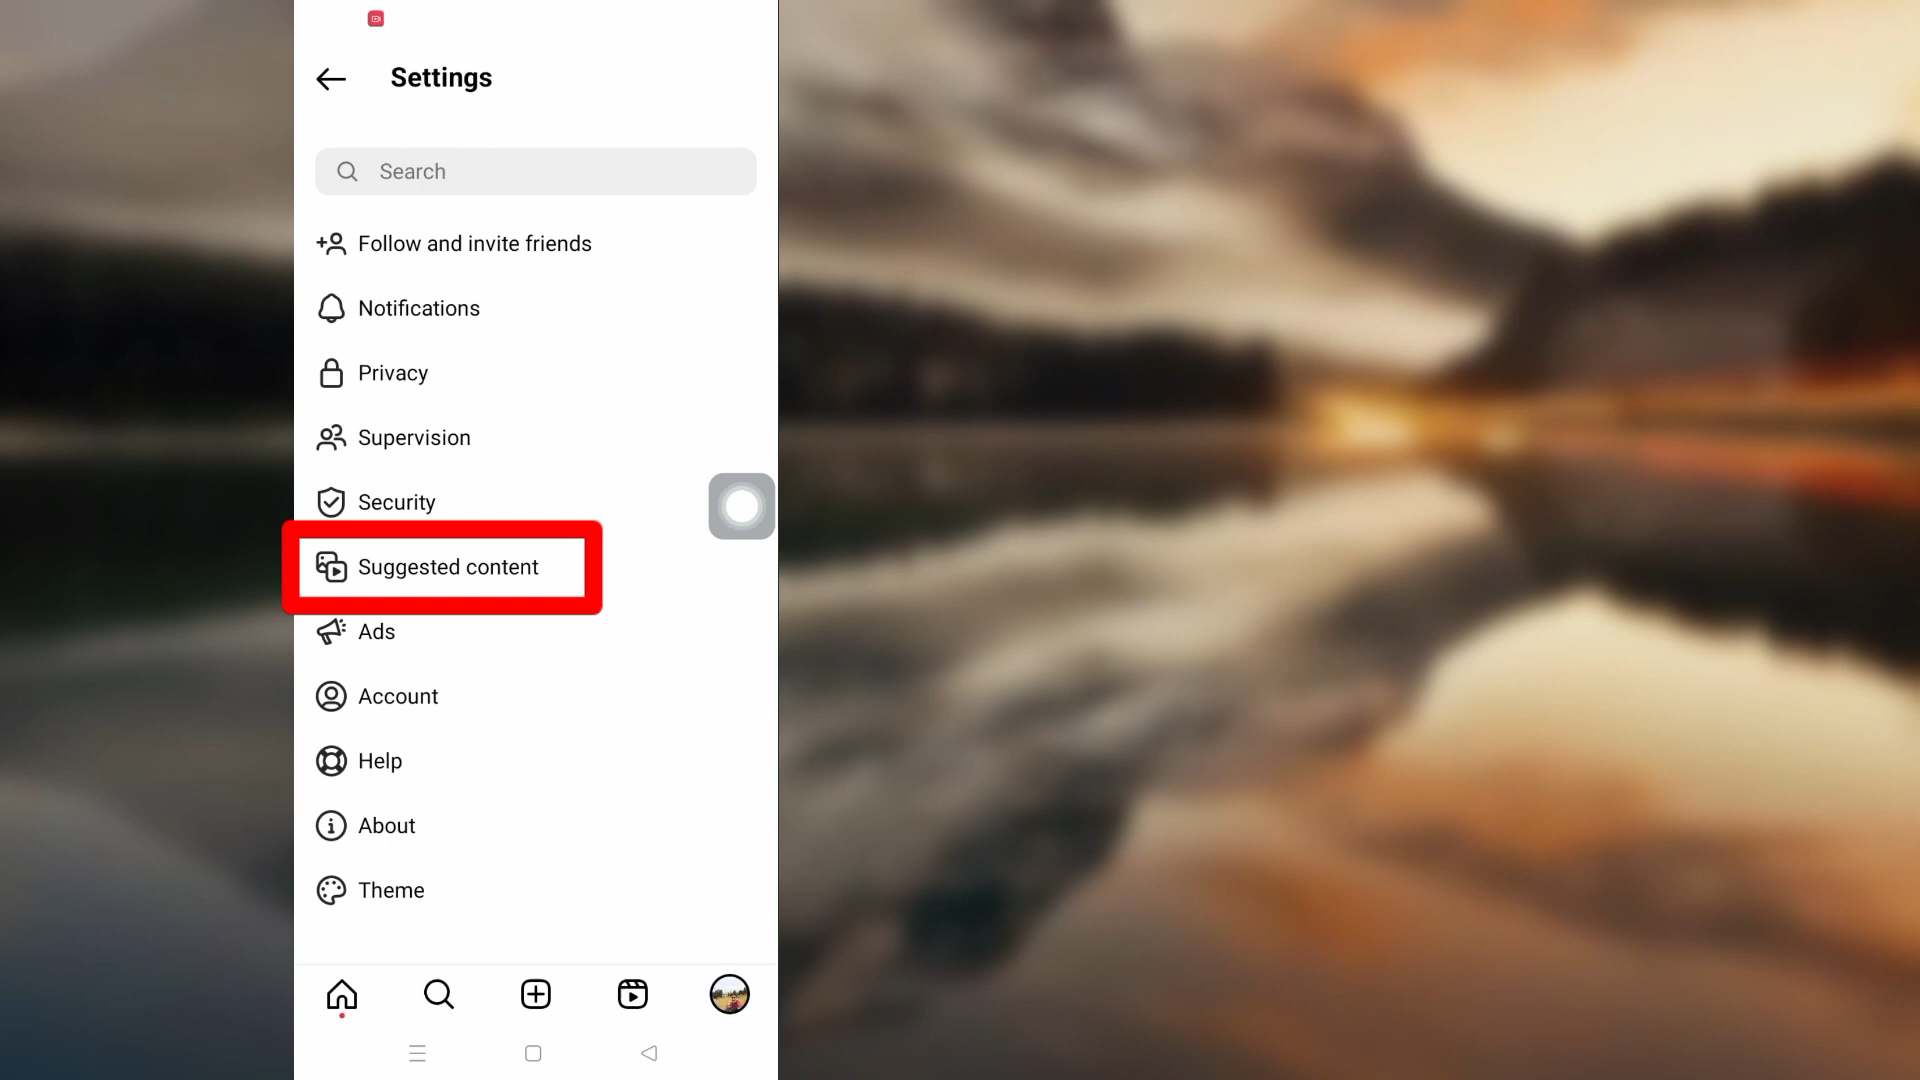 Settings
Search
Follow and invite friends
Notifications
Privacy
Supervision
Security
Suggested content
Ads
Account
Help
About
Theme